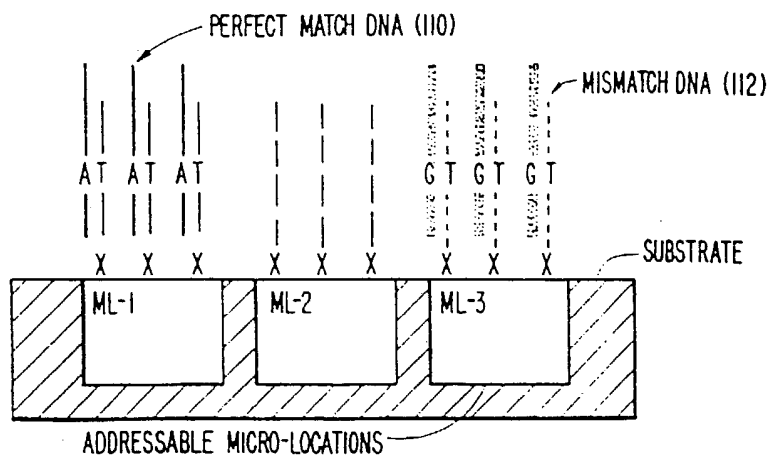 PERFECT MATCH DNA (110)
MISMATCH DNA (112)
A T A T A T
G T G T G T
X X X X X X X X X
SUBSTRATE
ML-1 ML-2 ML-3
ADDRESSABLE MICRO-LOCATIONS